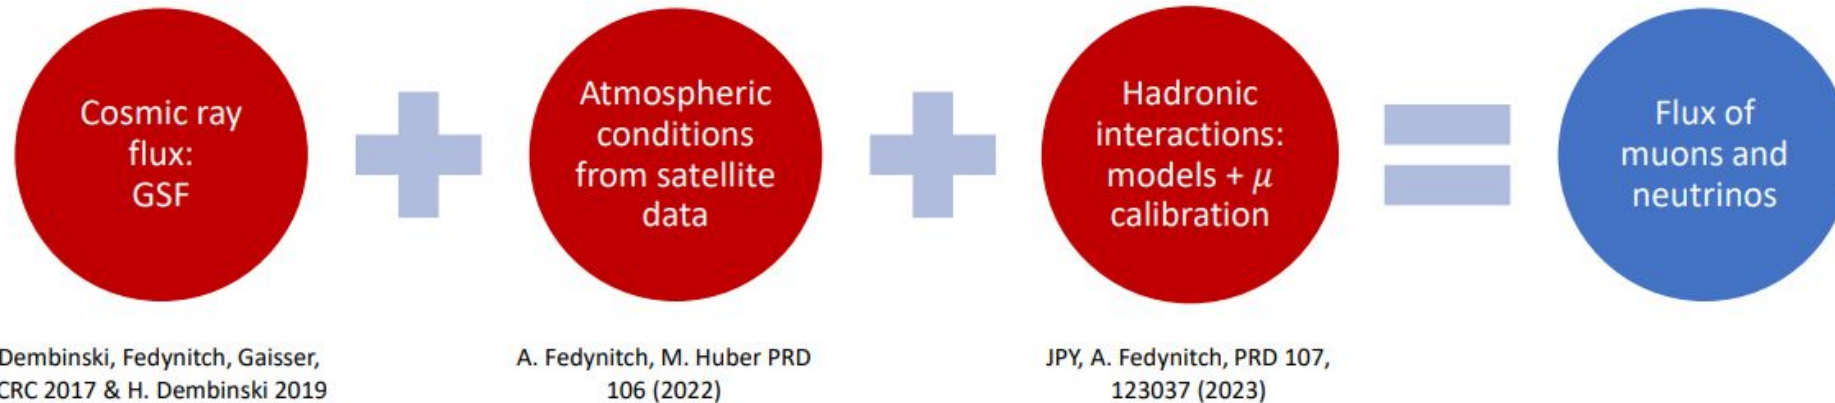 Cosmic ray
flux:
GSF
Atmospheric
conditions
from satellite
data
Hadronic
interactions:
models + μ
calibration
Flux of
muons and
neutrinos
Dembinski, Fedynitch, Gaisser,
CRC 2017 & H. Dembinski 2019
A. Fedynitch, M. Huber PRD
106 (2022)
JPY, A. Fedynitch, PRD 107,
123037 (2023)